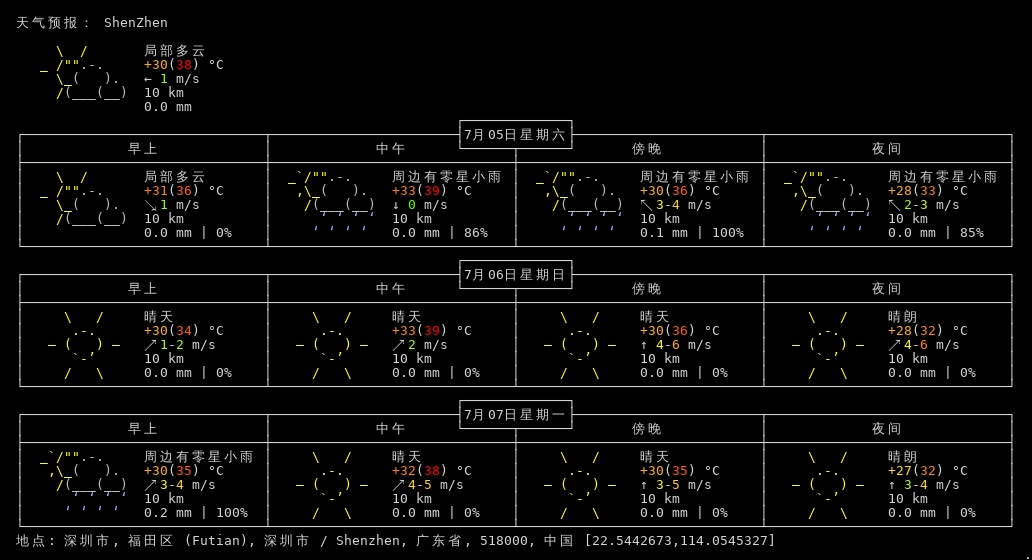 天气预报： ShenZhen
局部多云
+30(38) °C
← 1 m/s
10 km
0.0 mm
7月05日星期六
早上 中午 傍晚 夜间
局部多云 周边有零星小雨 周边有零星小雨 周边有零星小雨
+31(36) °C +33(39) °C +30(36) °C +28(33) °C
↘ 1 m/s ↓ 0 m/s ↖ 3-4 m/s ↖ 2-3 m/s
10 km 10 km 10 km 10 km
0.0 mm | 0% 0.0 mm | 86% 0.1 mm | 100% 0.0 mm | 85%
7月06日星期日
早上 中午 傍晚 夜间
晴天 晴天 晴天 晴朗
+30(34) °C +33(39) °C +30(36) °C +28(32) °C
↗ 1-2 m/s ↗ 2 m/s ↑ 4-6 m/s ↗ 4-6 m/s
10 km 10 km 10 km 10 km
0.0 mm | 0% 0.0 mm | 0% 0.0 mm | 0% 0.0 mm | 0%
7月07日星期一
早上 中午 傍晚 夜间
周边有零星小雨 晴天 晴天 晴朗
+30(35) °C +32(38) °C +30(35) °C +27(32) °C
↗ 3-4 m/s ↗ 4-5 m/s ↑ 3-5 m/s ↑ 3-4 m/s
10 km 10 km 10 km 10 km
0.2 mm | 100% 0.0 mm | 0% 0.0 mm | 0% 0.0 mm | 0%
地点: 深圳市, 福田区 (Futian), 深圳市 / Shenzhen, 广东省, 518000, 中国 [22.5442673,114.0545327]